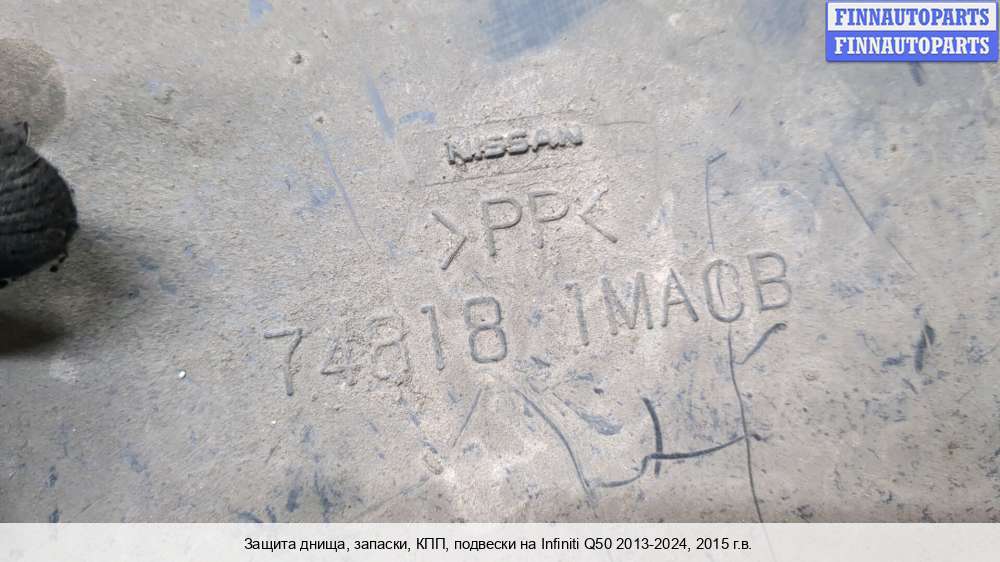 FINNAUTOPARTS
FINNAUTOPARTS
NISSAN
>PP<
74818 1MACB
Защита днища, запаски, КПП, подвески на Infiniti Q50 2013-2024, 2015 г.в.